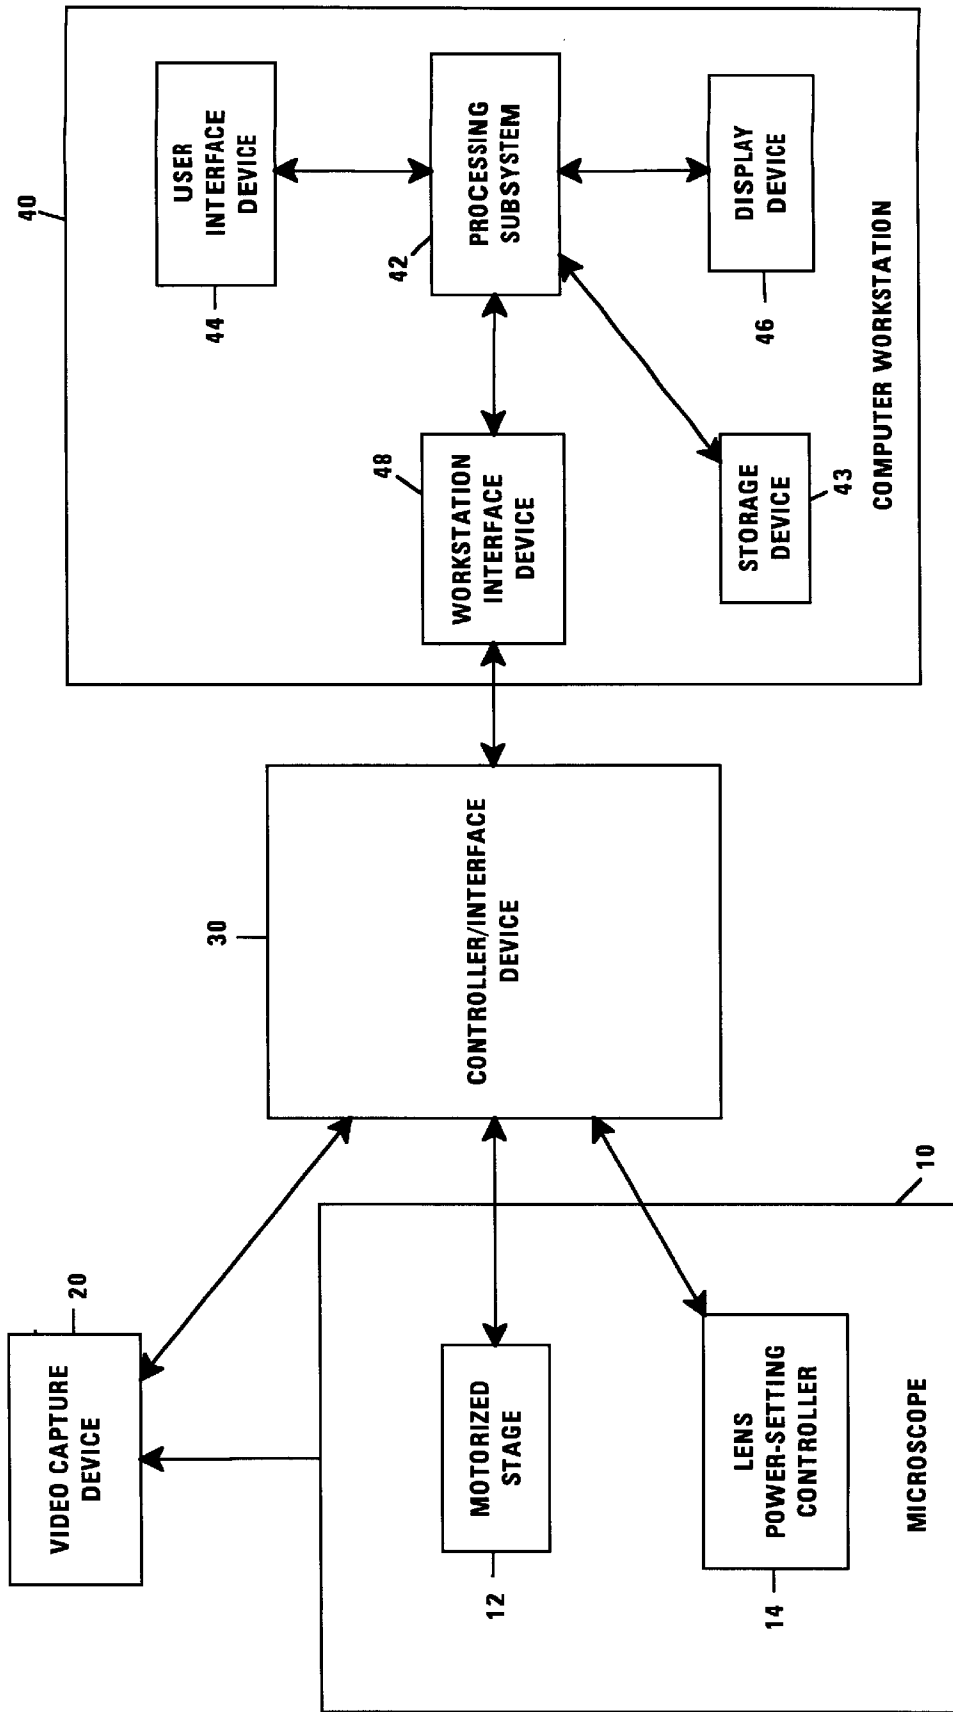 VIDEO CAPTURE
DEVICE
20
MOTORIZED
STAGE
12
LENS
POWER-SETTING
CONTROLLER
14
MICROSCOPE
10
30
CONTROLLER/INTERFACE
DEVICE
40
USER
INTERFACE
DEVICE
44
WORKSTATION
INTERFACE
DEVICE
48
PROCESSING
SUBSYSTEM
42
STORAGE
DEVICE
43
DISPLAY
DEVICE
46
COMPUTER WORKSTATION